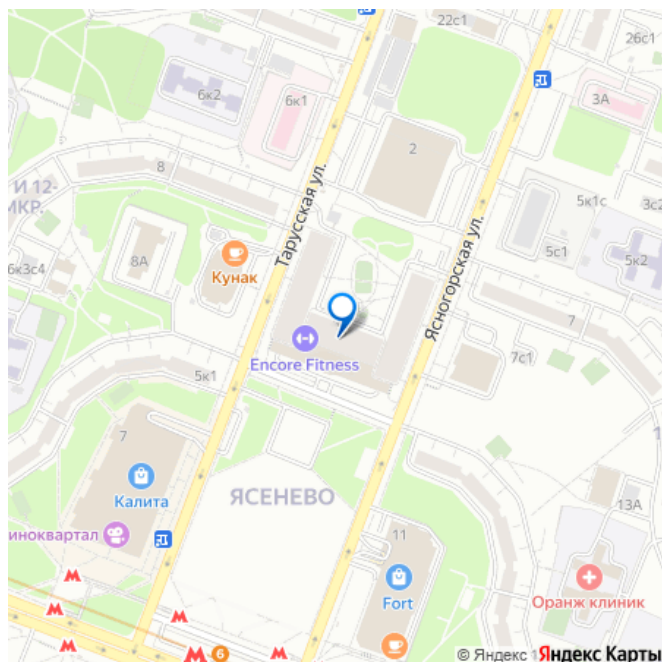 22с1
26с1
6к2
6к1
3А
2
8
И 12-
МКР.
Тарусская ул.
5к1с
3с2
Ясногорская ул.
5с1
5к2
8А
6к3с4
Кунак
7
Encore Fitness
7с1
5к1
7
Калита
ЯСЕНЕВО
13А
11
иноквартал
Fort
Оранж клиник
6
© Яндекс
Яндекс Карты